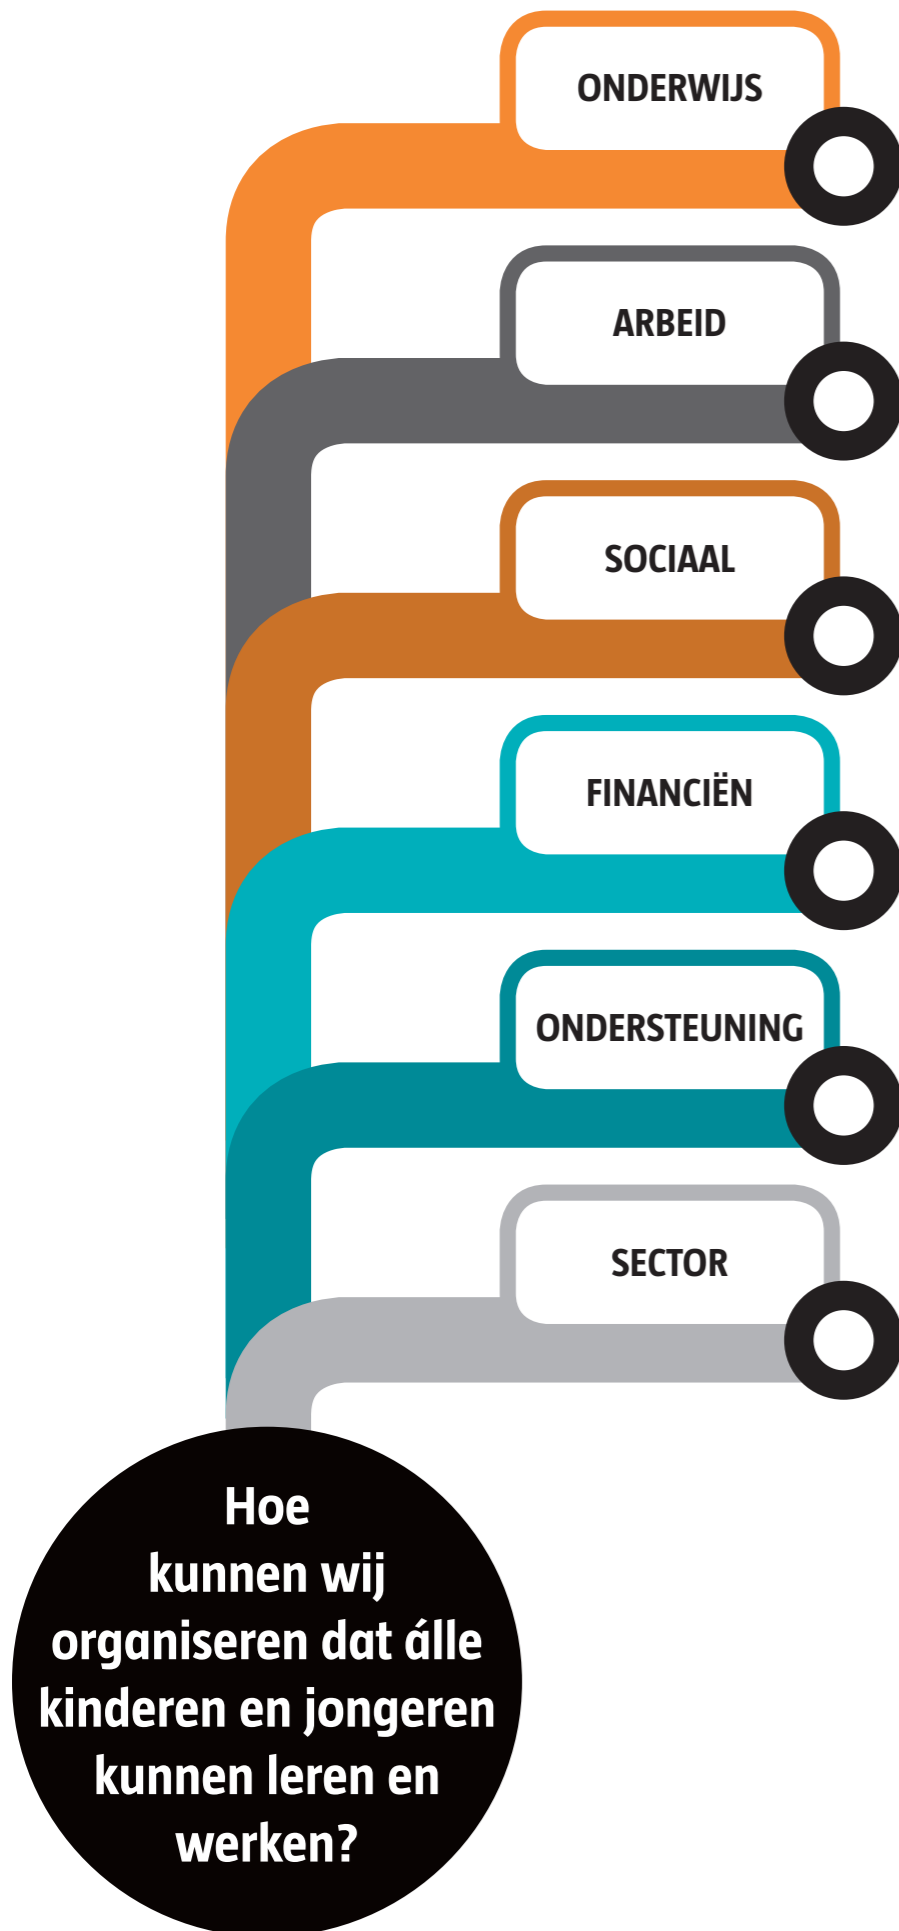 ONDERWIJS
ARBEID
SOCIAAL
FINANCIËN
ONDERSTEUNING
SECTOR
Hoe
kunnen wij
organiseren dat álle
kinderen en jongeren
kunnen leren en
werken?